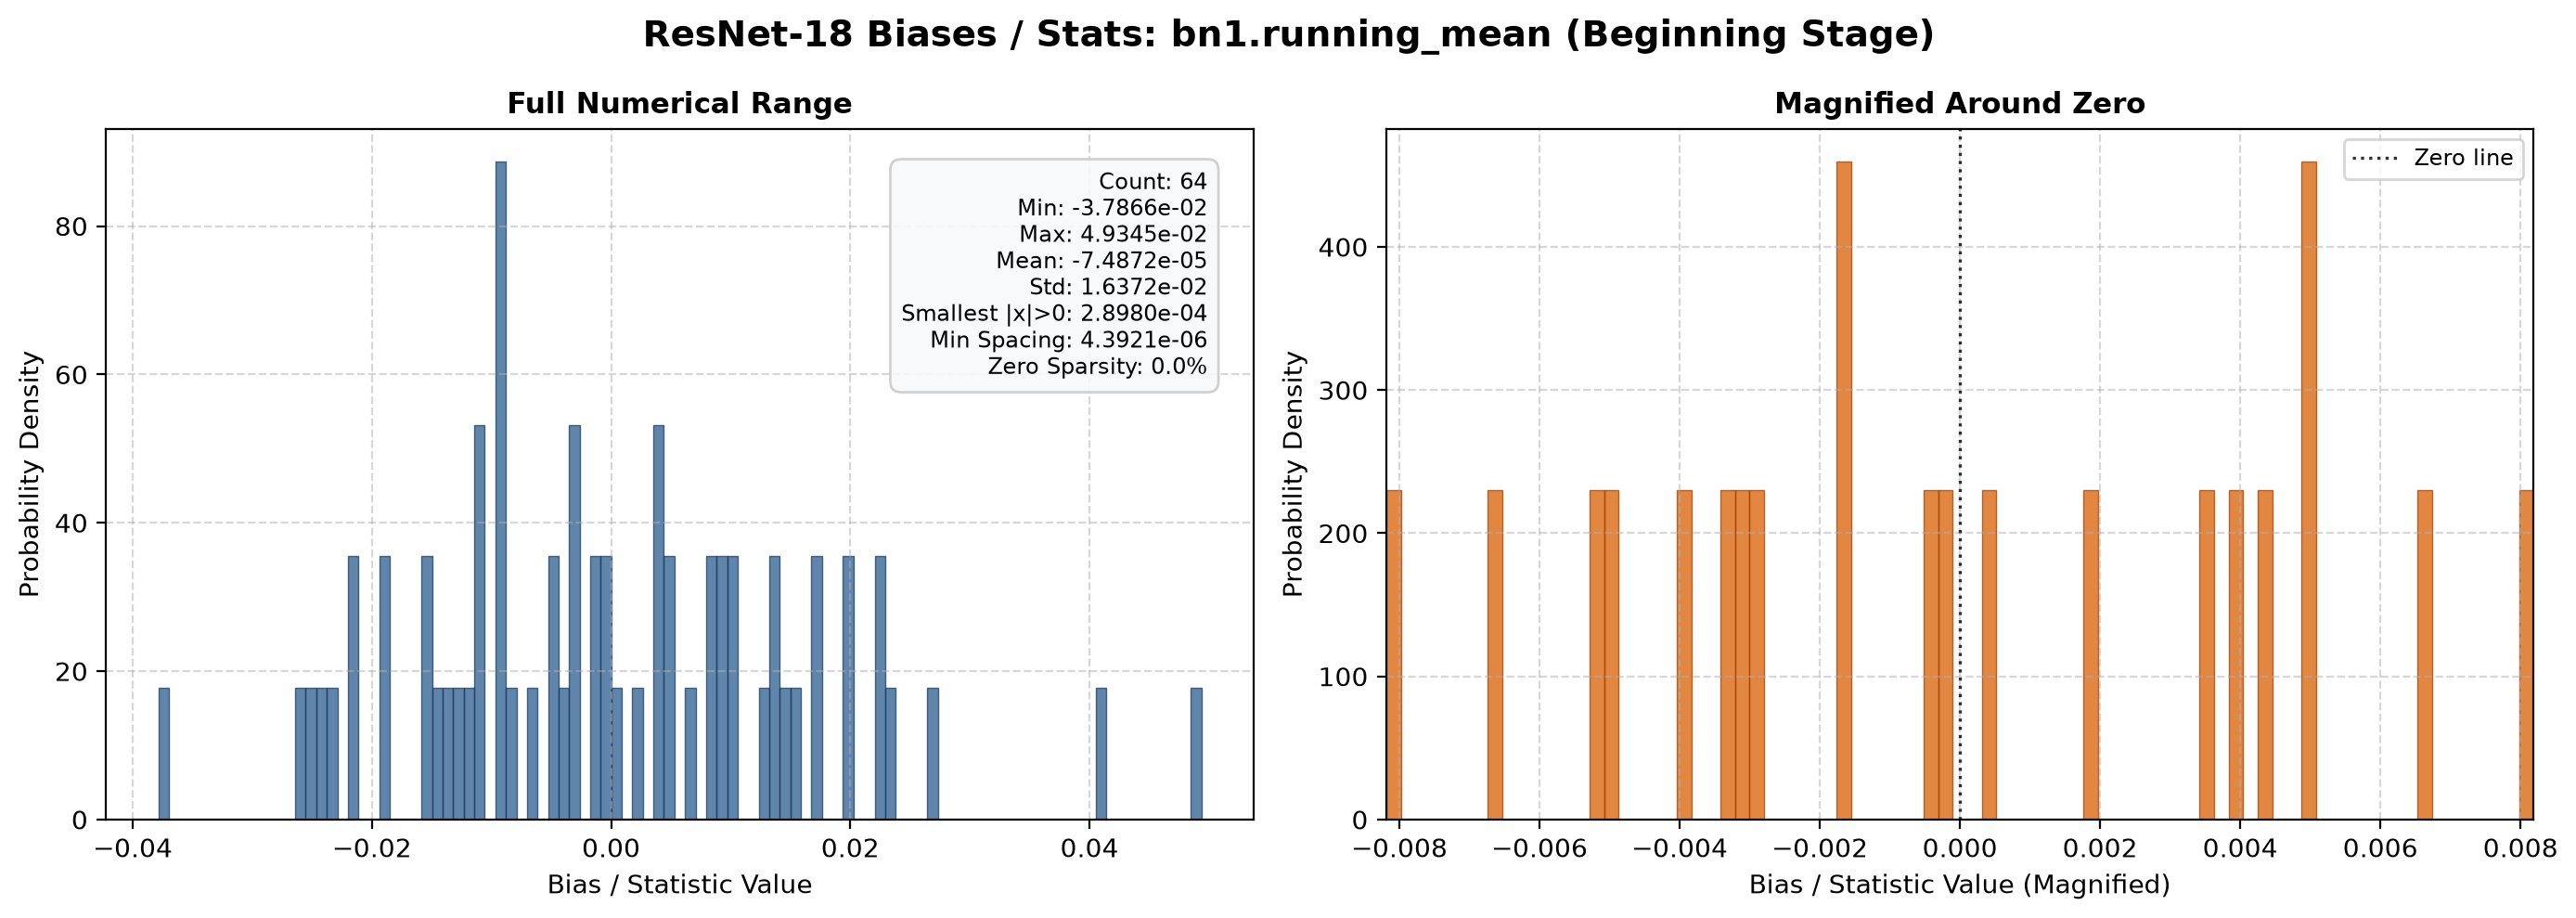 ResNet-18 Biases / Stats: bn1.running_mean (Beginning Stage)
Full Numerical Range
Probability Density
80
60
40
20
0
Count: 64
Min: -3.7866e-02
Max: 4.9345e-02
Mean: -7.4872e-05
Std: 1.6372e-02
Smallest |x|>0: 2.8980e-04
Min Spacing: 4.3921e-06
Zero Sparsity: 0.0%
−0.04 −0.02 0.00 0.02 0.04
Bias / Statistic Value
Magnified Around Zero
Probability Density
400
300
200
100
0
Zero line
−0.008 −0.006 −0.004 −0.002 0.000 0.002 0.004 0.006 0.008
Bias / Statistic Value (Magnified)